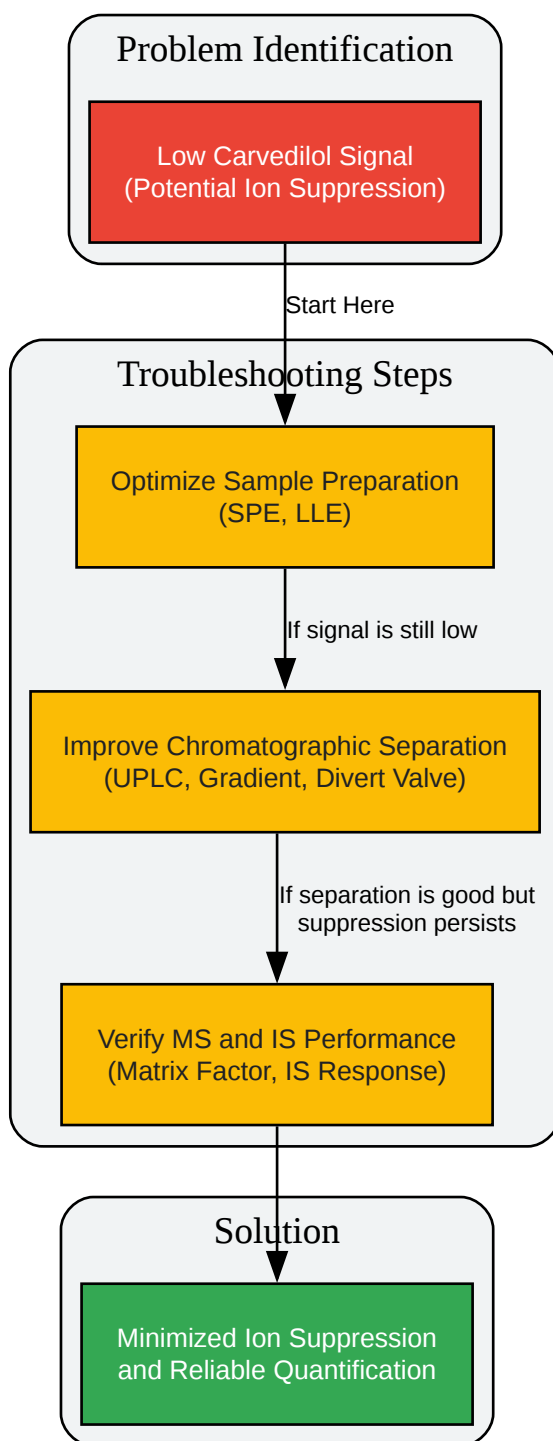 Problem Identification
Low Carvedilol Signal
(Potential Ion Suppression)
Start Here
Troubleshooting Steps
Optimize Sample Preparation
(SPE, LLE)
If signal is still low
Improve Chromatographic Separation
(UPLC, Gradient, Divert Valve)
If separation is good but
suppression persists
Verify MS and IS Performance
(Matrix Factor, IS Response)
Solution
Minimized Ion Suppression
and Reliable Quantification